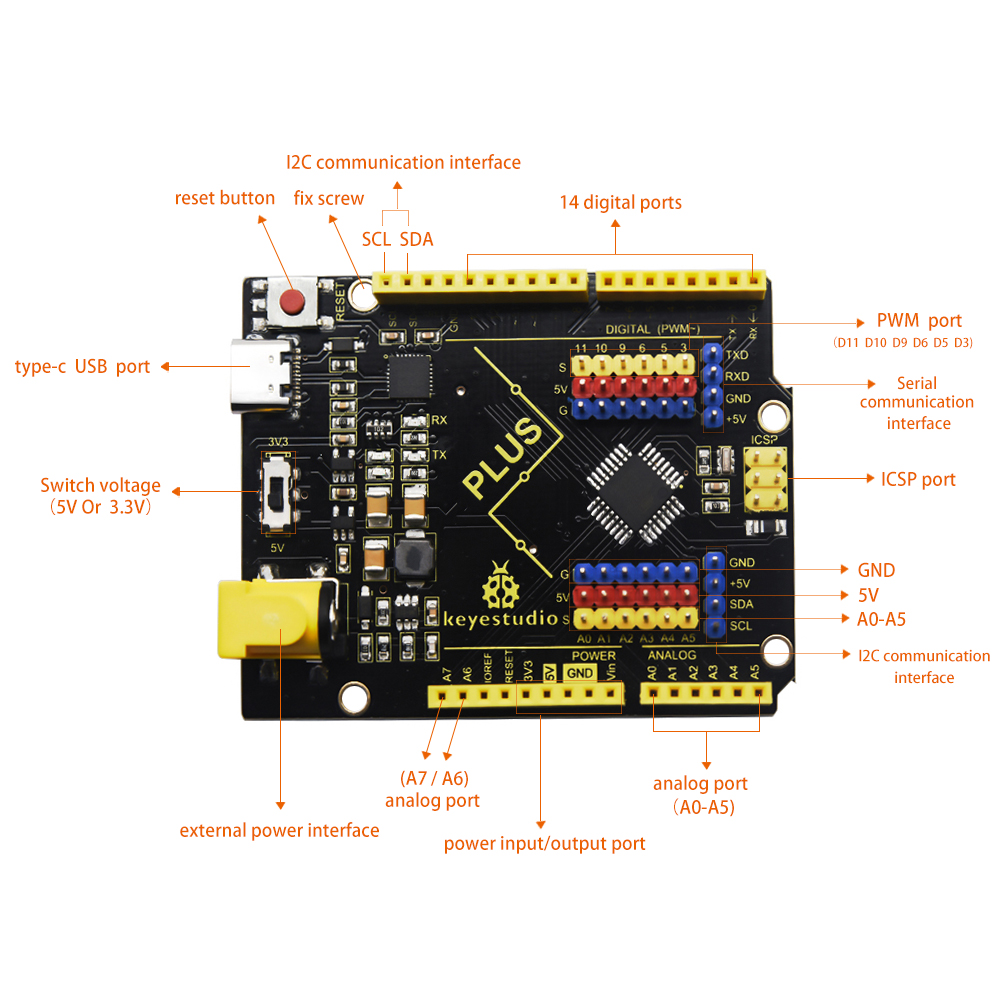 I2C communication interface
reset button
fix screw
14 digital ports
SCL SDA
RESET
GND
TX
RX
DIGITAL (PWM~)
PWM port
(D11 D10 D9 D6 D5 D3)
11 10 9 6 5 3
S
5V
G
TXD
RXD
GND
+5V
type-c USB port
Serial
communication
interface
RX
TX
3V3
PLUS
ICSP
ICSP port
Switch voltage
(5V Or 3.3V)
5V
G
5V
S
GND
+5V
SDA
SCL
GND
5V
A0-A5
keyestudio
A0 A1 A2 A3 A4 A5
POWER
ANALOG
I2C communication
interface
A7
A6
IOREF
RESET
3V3
5V
GND
Vin
A0
A1
A2
A3
A4
A5
(A7 / A6)
analog port
analog port
(A0-A5)
external power interface
power input/output port